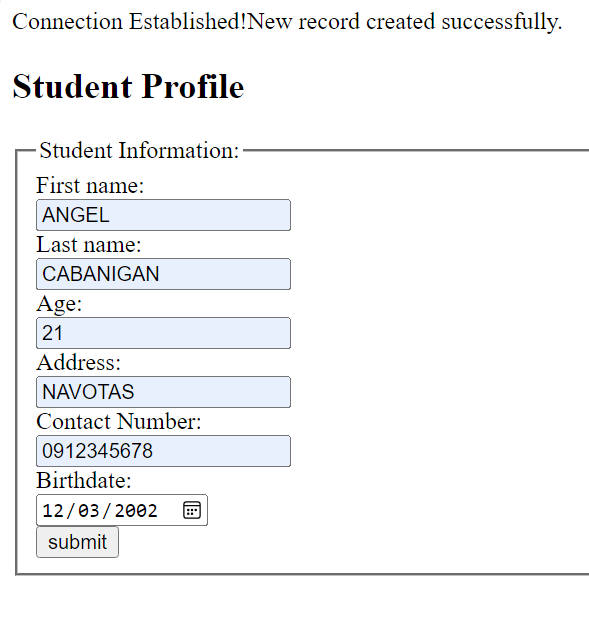 Connection Established!New record created successfully.
Student Profile
Student Information:
First name:
ANGEL
Last name:
CABANIGAN
Age:
21
Address:
NAVOTAS
Contact Number:
0912345678
Birthdate:
12/03/2002
submit